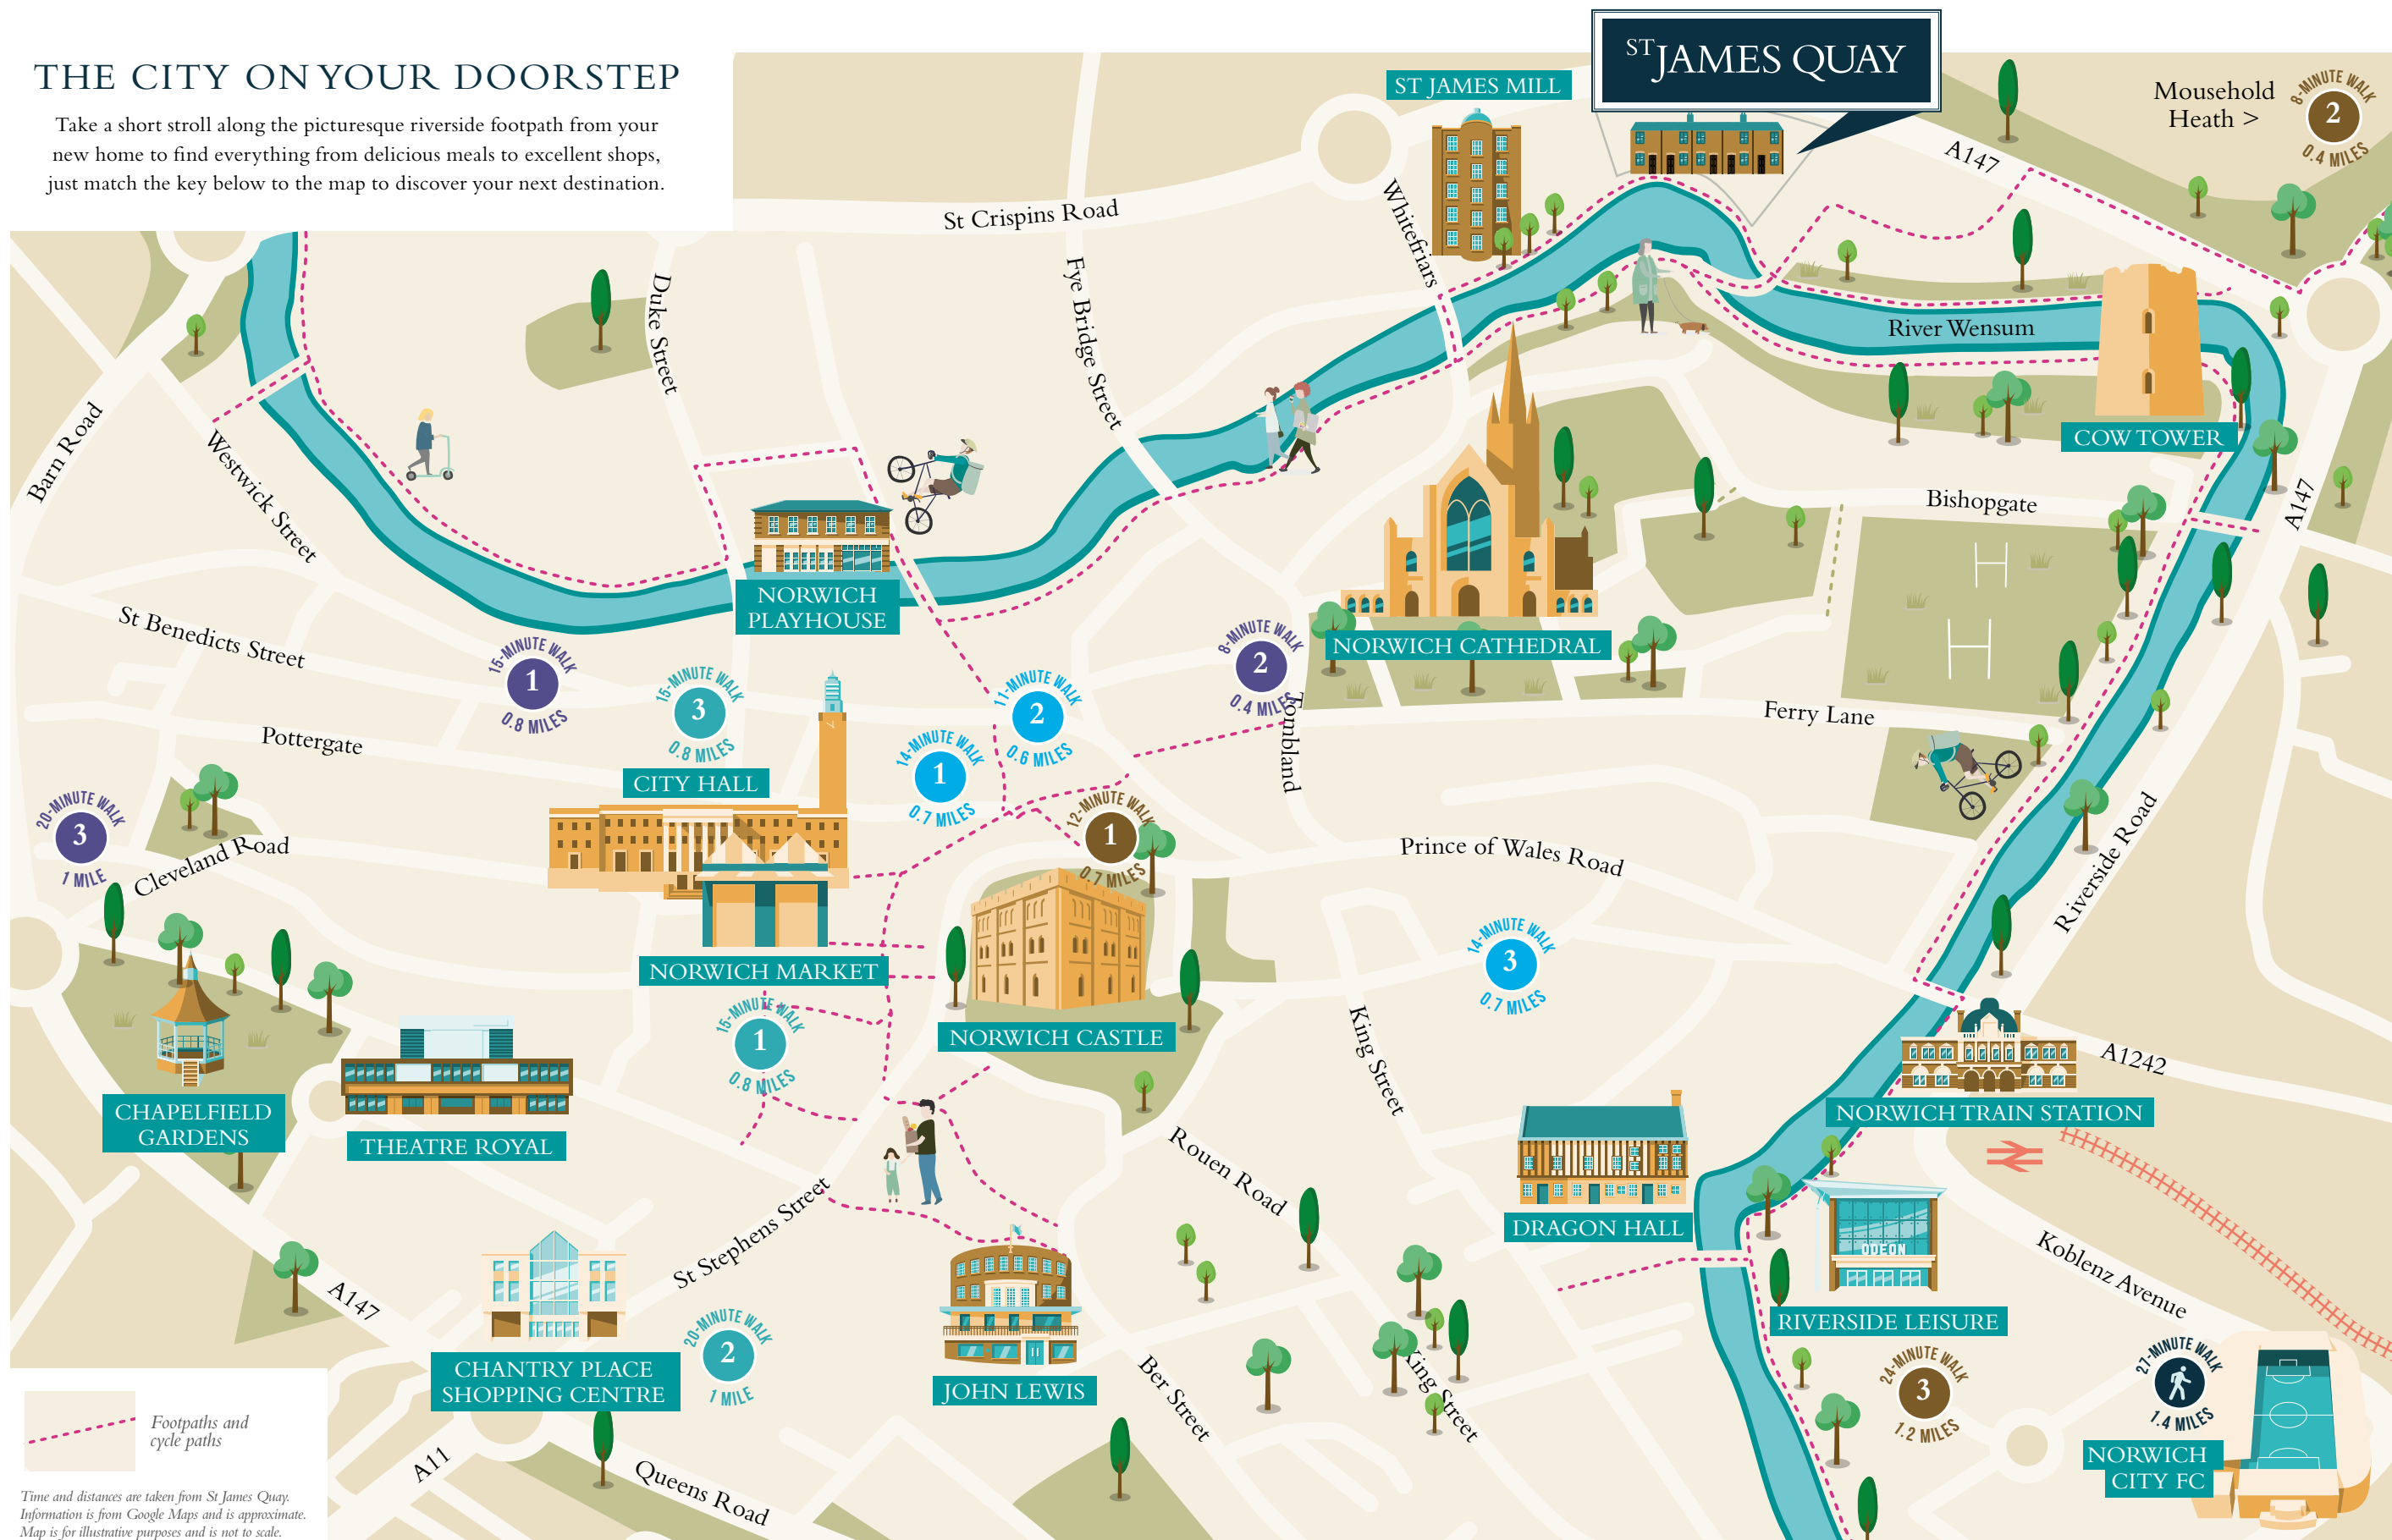 THE CITY ON YOUR DOORSTEP
Take a short stroll along the picturesque riverside footpath from your
new home to find everything from delicious meals to excellent shops,
just match the key below to the map to discover your next destination.
ST JAMES QUAY
ST JAMES MILL
Mousehold
Heath >
8-MINUTE WALK
2
0.4 MILES
A147
St Crispins Road
Whitefriars
Duke Street
Fye Bridge Street
River Wensum
COW TOWER
Barn Road
Westwick Street
Bishopgate
A147
NORWICH
PLAYHOUSE
St Benedicts Street
15-MINUTE WALK
1
0.8 MILES
15-MINUTE WALK
3
0.8 MILES
CITY HALL
11-MINUTE WALK
2
0.6 MILES
14-MINUTE WALK
1
0.7 MILES
8-MINUTE WALK
2
0.4 MILES
Tombland
NORWICH CATHEDRAL
Ferry Lane
Pottergate
20-MINUTE WALK
3
1 MILE
Cleveland Road
12-MINUTE WALK
1
0.7 MILES
Prince of Wales Road
Riverside Road
NORWICH MARKET
15-MINUTE WALK
1
0.8 MILES
NORWICH CASTLE
14-MINUTE WALK
3
0.7 MILES
King Street
A1242
NORWICH TRAIN STATION
CHAPELFIELD
GARDENS
THEATRE ROYAL
Rouen Road
DRAGON HALL
ODEON
RIVERSIDE LEISURE
Koblenz Avenue
St Stephens Street
A147
CHANTRY PLACE
SHOPPING CENTRE
20-MINUTE WALK
2
1 MILE
JOHN LEWIS
Ber Street
King Street
24-MINUTE WALK
3
1.2 MILES
27-MINUTE WALK
1.4 MILES
NORWICH
CITY FC
A11
Queens Road
Footpaths and
cycle paths
Time and distances are taken from St James Quay.
Information is from Google Maps and is approximate.
Map is for illustrative purposes and is not to scale.